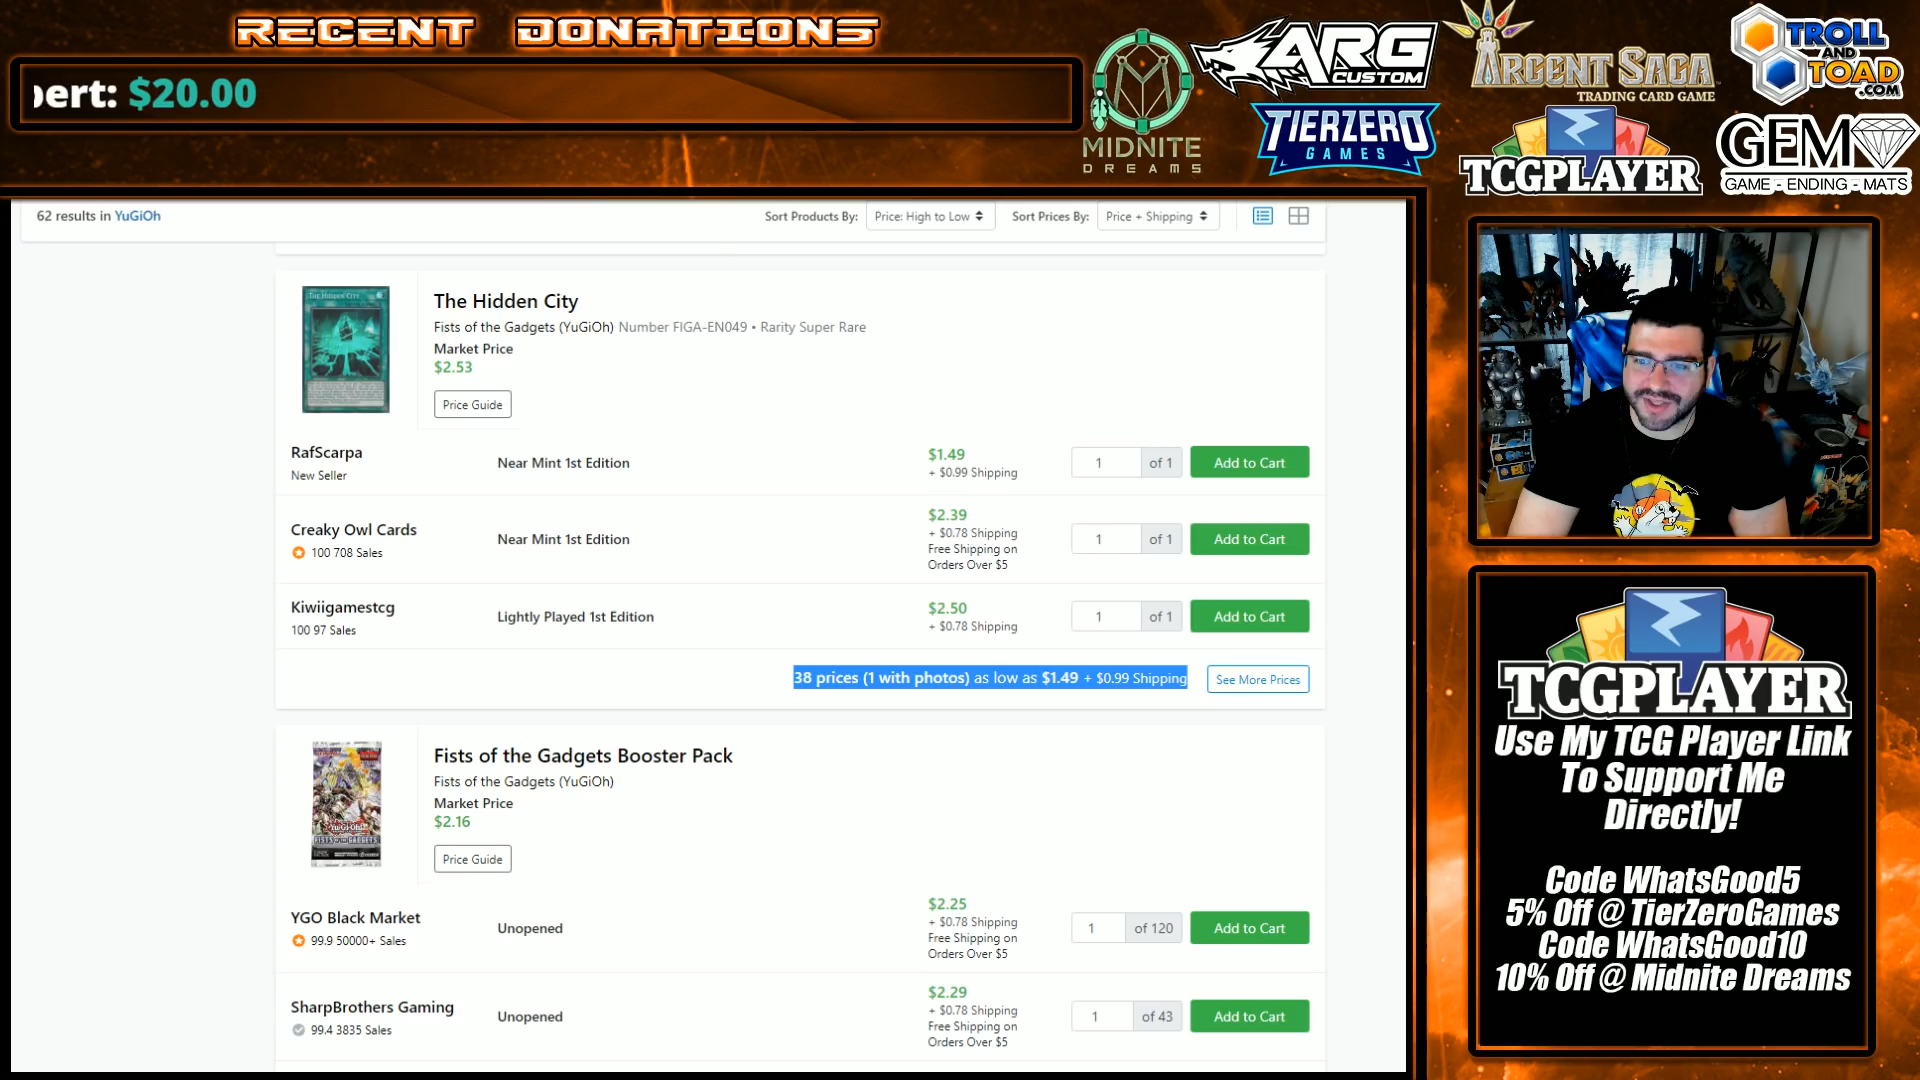 RECENT DONATIONS
bert: $20.00
MIDNITE
DREAMS
ARG
CUSTOM
TIERZERO
GAMES
ARGENT SAGA
TRADING CARD GAME
TROLL
AND
TOAD
.COM
TCGPLAYER
GEM
GAME - ENDING - MATS
62 results in YuGiOh
Sort Products By: Price: High to Low
Sort Prices By: Price + Shipping
THE HIDDEN CITY
The Hidden City
Fists of the Gadgets (YuGiOh) Number FIGA-EN049 • Rarity Super Rare
Market Price
$2.53
Price Guide
RafScarpa
New Seller
Near Mint 1st Edition
$1.49
+ $0.99 Shipping
1 of 1
Add to Cart
Creaky Owl Cards
100 708 Sales
Near Mint 1st Edition
$2.39
+ $0.78 Shipping
Free Shipping on
Orders Over $5
1 of 1
Add to Cart
Kiwiigamestcg
100 97 Sales
Lightly Played 1st Edition
$2.50
+ $0.78 Shipping
1 of 1
Add to Cart
38 prices (1 with photos) as low as $1.49 + $0.99 Shipping
See More Prices
Yu-Gi-Oh!
FISTS OF THE GADGETS
Fists of the Gadgets Booster Pack
Fists of the Gadgets (YuGiOh)
Market Price
$2.16
Price Guide
YGO Black Market
99.9 50000+ Sales
Unopened
$2.25
+ $0.78 Shipping
Free Shipping on
Orders Over $5
1 of 120
Add to Cart
SharpBrothers Gaming
99.4 3835 Sales
Unopened
$2.29
+ $0.78 Shipping
Free Shipping on
Orders Over $5
1 of 43
Add to Cart
TCGPLAYER
Use My TCG Player Link
To Support Me
Directly!
Code WhatsGood5
5% Off @ TierZeroGames
Code WhatsGood10
10% Off @ Midnite Dreams